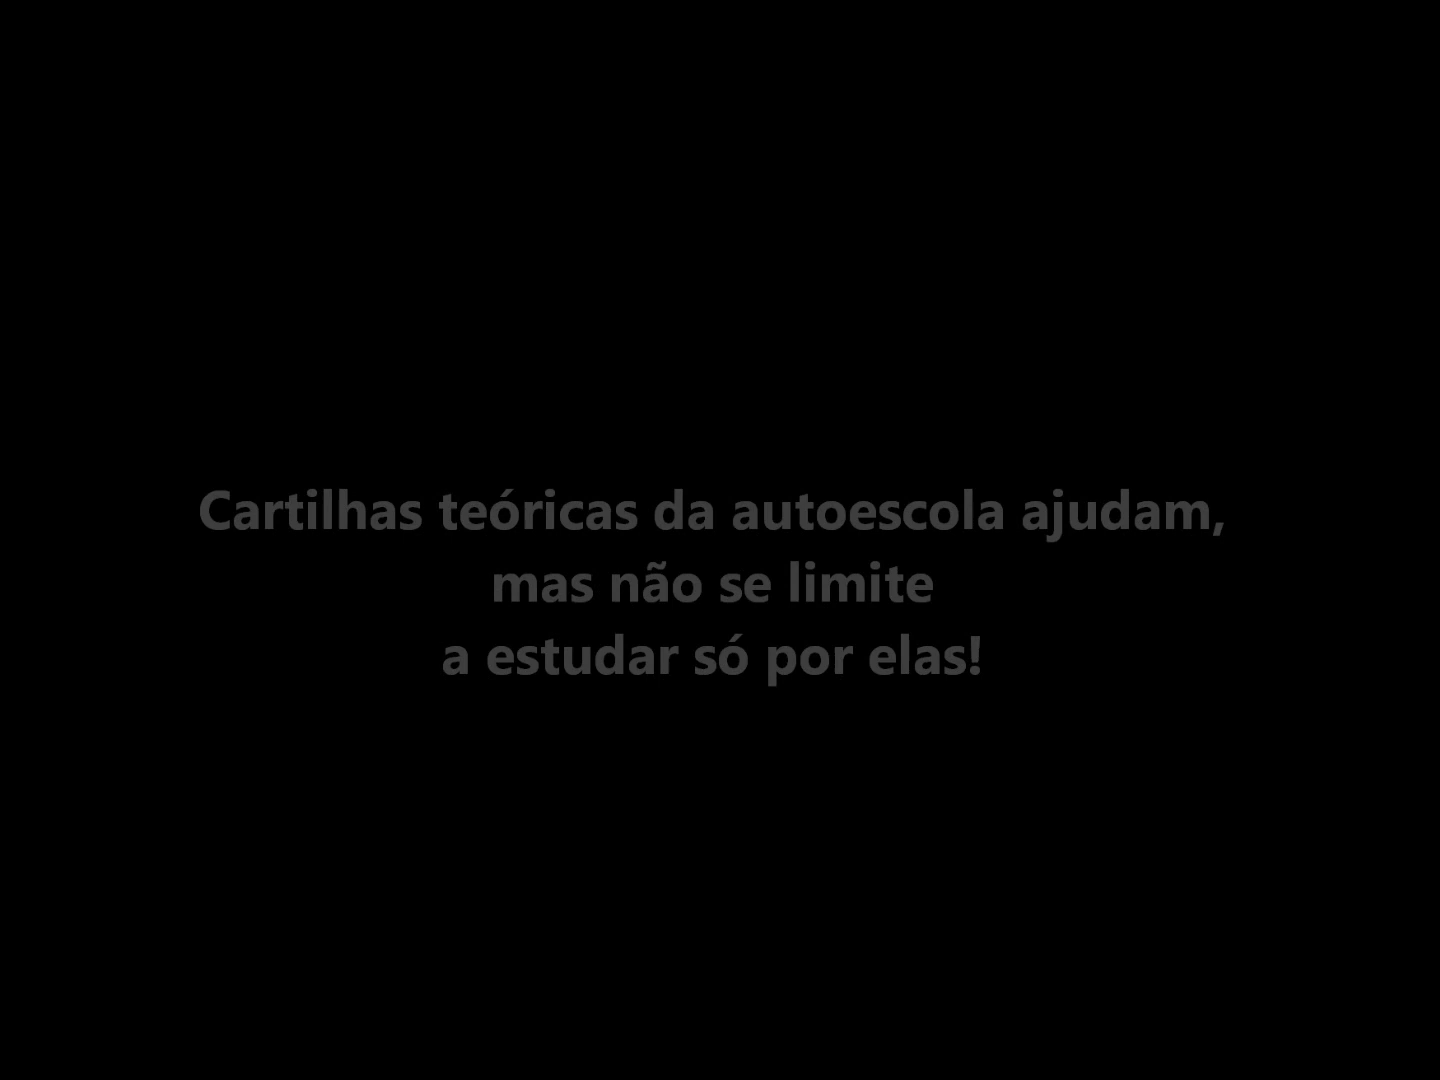 Cartilhas teóricas da autoescola ajudam,
mas não se limite
a estudar só por elas!